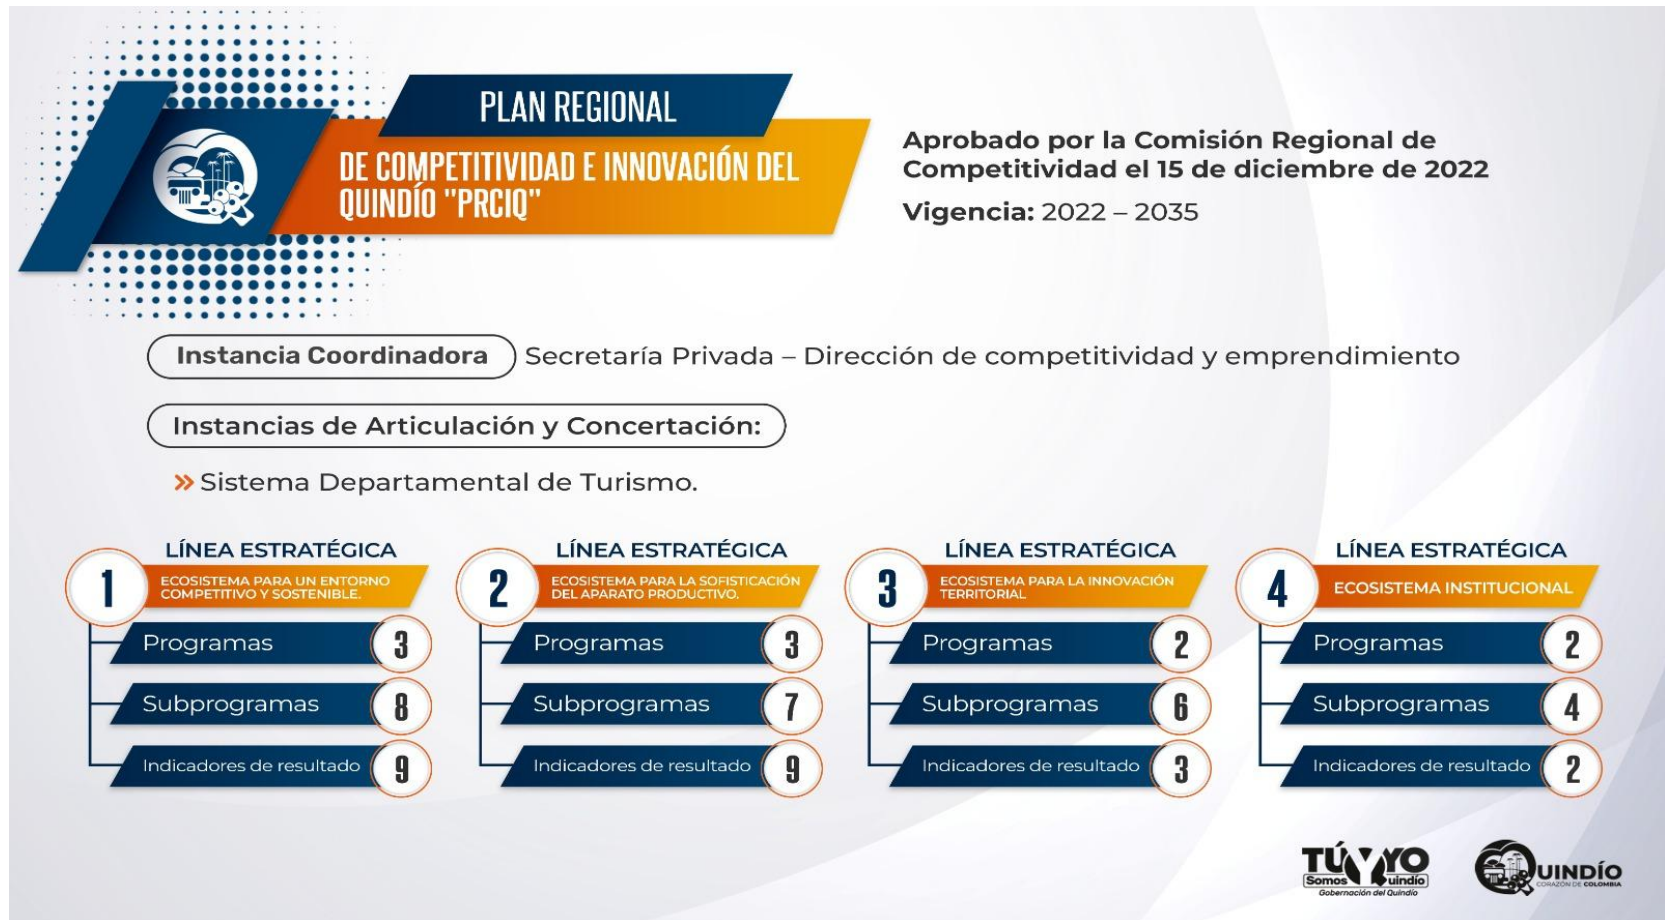 PLAN REGIONAL
DE COMPETITIVIDAD E INNOVACIÓN DEL
QUINDÍO "PRCIQ"
Aprobado por la Comisión Regional de
Competitividad el 15 de diciembre de 2022
Vigencia: 2022 – 2035
Instancia Coordinadora Secretaría Privada – Dirección de competitividad y emprendimiento
Instancias de Articulación y Concertación:
Sistema Departamental de Turismo.
1
LÍNEA ESTRATÉGICA
ECOSISTEMA PARA UN ENTORNO
COMPETITIVO Y SOSTENIBLE.
Programas 3
Subprogramas 8
Indicadores de resultado 9
2
LÍNEA ESTRATÉGICA
ECOSISTEMA PARA LA SOFISTICACIÓN
DEL APARATO PRODUCTIVO.
Programas 3
Subprogramas 7
Indicadores de resultado 9
3
LÍNEA ESTRATÉGICA
ECOSISTEMA PARA LA INNOVACIÓN
TERRITORIAL
Programas 2
Subprogramas 6
Indicadores de resultado 3
4
LÍNEA ESTRATÉGICA
ECOSISTEMA INSTITUCIONAL
Programas 2
Subprogramas 4
Indicadores de resultado 2
TÚ Y YO
Somos Quindío
Gobernación del Quindío
QUINDÍO
CORAZÓN DE COLOMBIA